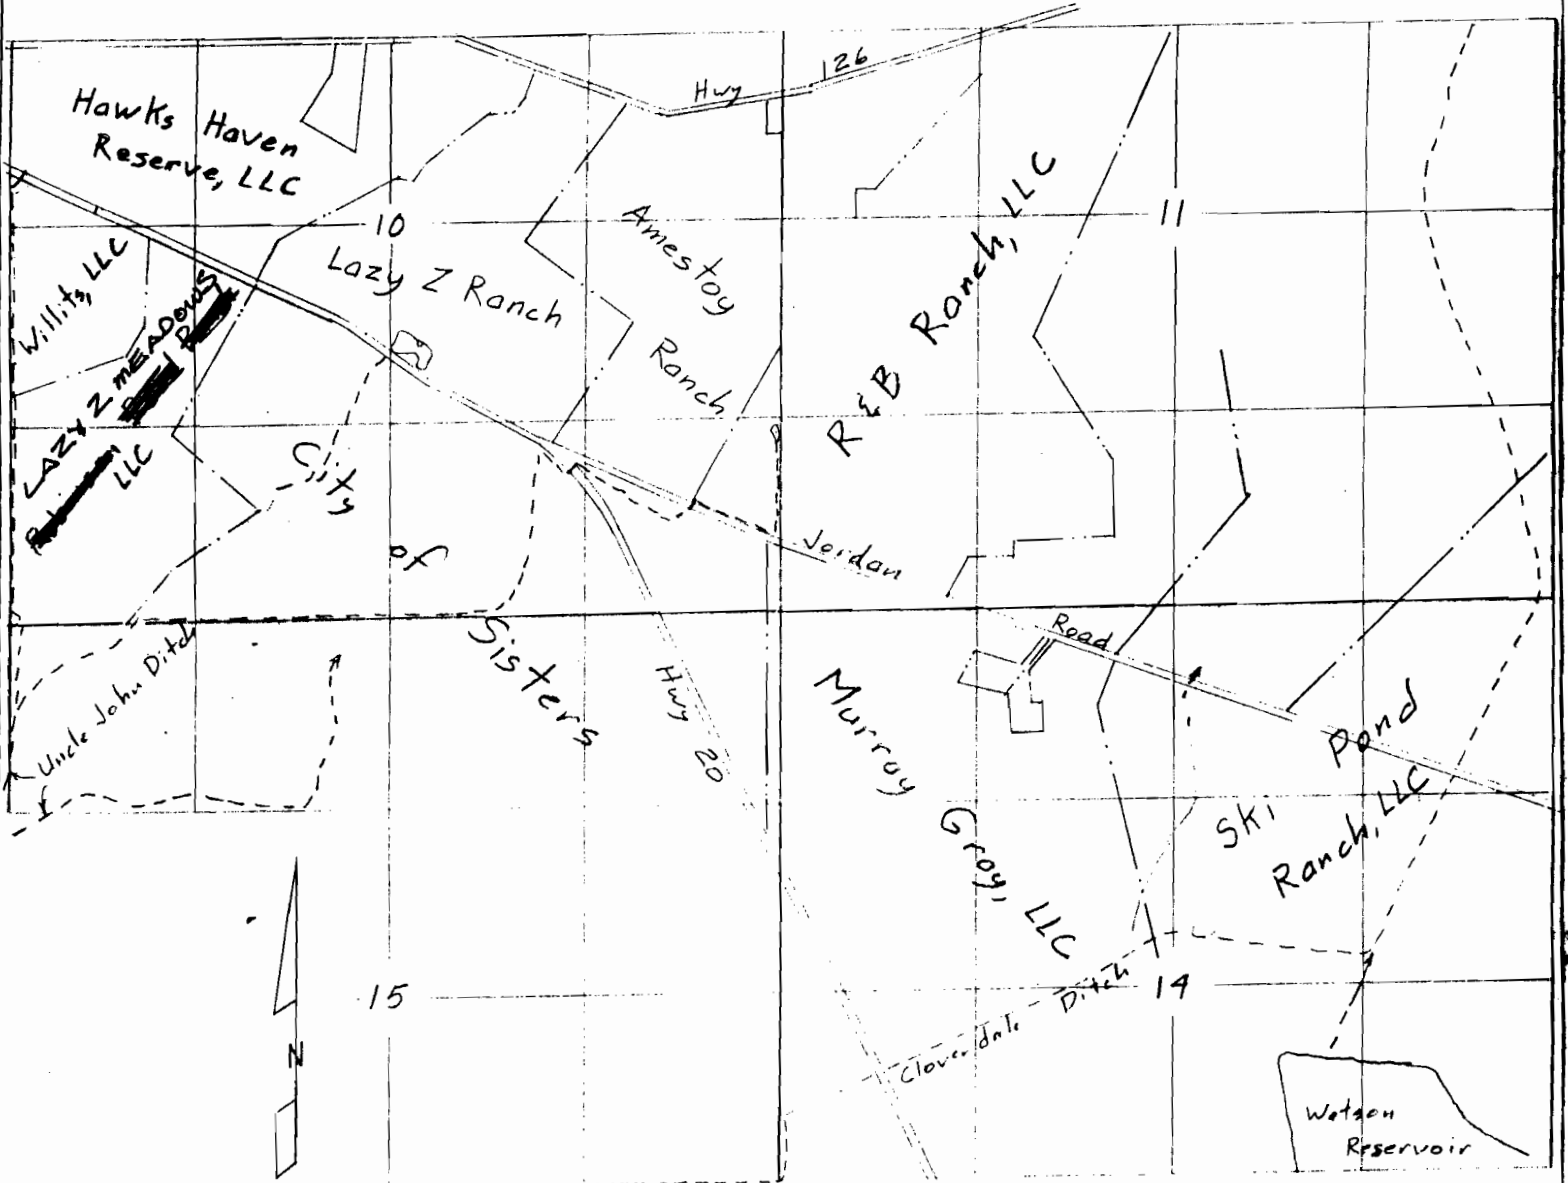 Hwy 126
Hawks Haven
Reserve, LLC
10
11
Lazy Z Ranch
Amestoy
Ranch
R&B Ranch, LLC
Willits, LLC
LAZY Z MEADOWS
LLC
City
of
Sisters
Jordan
Road
Uncle John Ditch
Hwy 20
Murray Gray, LLC
Ski Pond
Ranch, LLC
15
14
Cloverdale Ditch
N
Watson
Reservoir